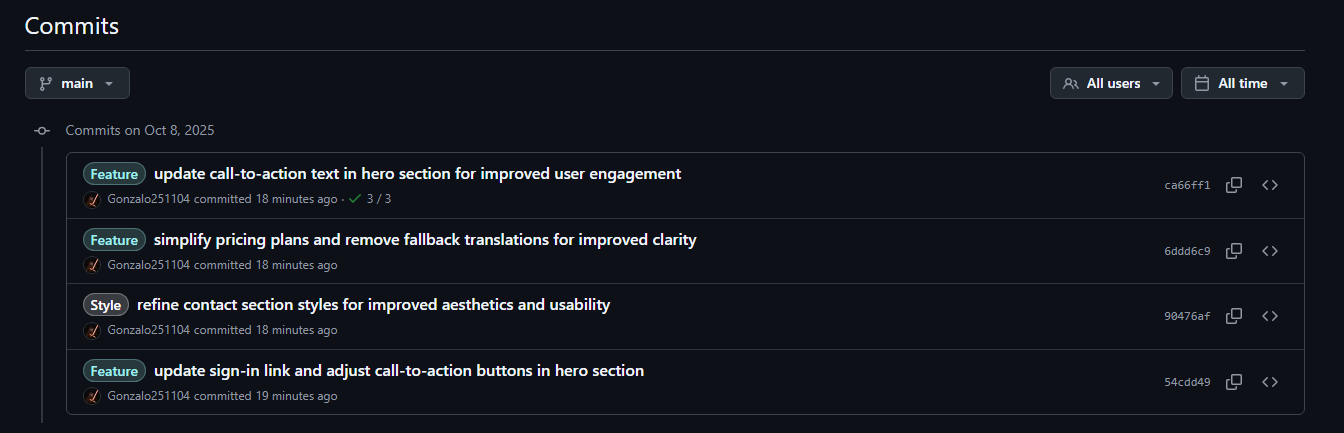 Commits
main
All users
All time
Commits on Oct 8, 2025
Feature update call-to-action text in hero section for improved user engagement
Gonzalo251104 committed 18 minutes ago · 3 / 3
ca66ff1
Feature simplify pricing plans and remove fallback translations for improved clarity
Gonzalo251104 committed 18 minutes ago
6ddd6c9
Style refine contact section styles for improved aesthetics and usability
Gonzalo251104 committed 18 minutes ago
90476af
Feature update sign-in link and adjust call-to-action buttons in hero section
Gonzalo251104 committed 19 minutes ago
54cdd49